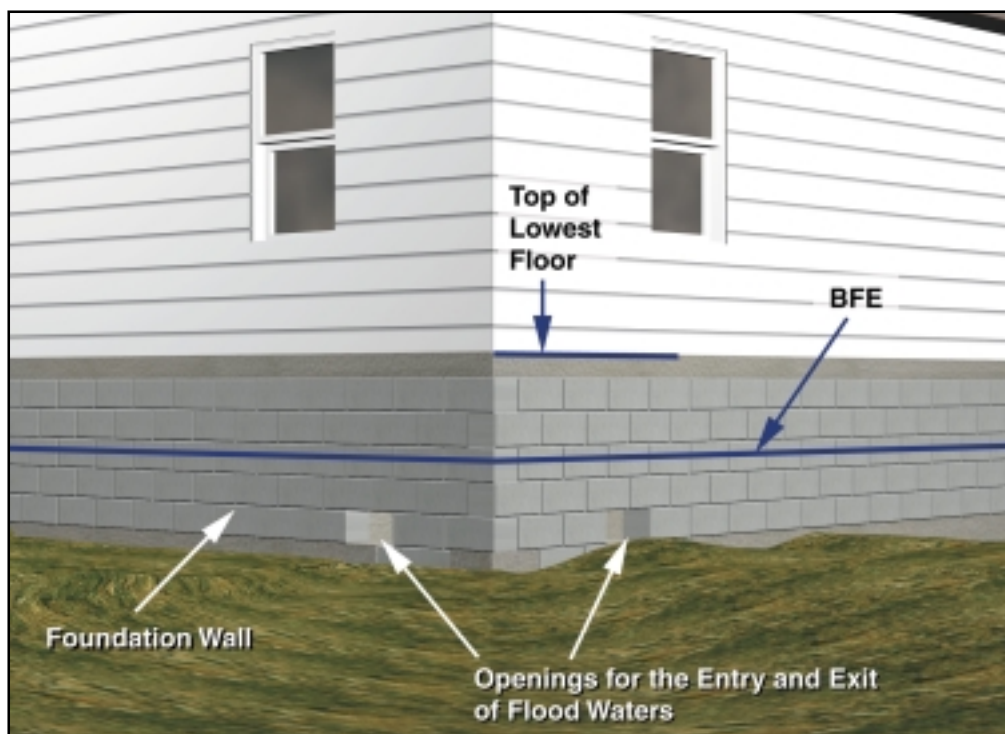 Top of
Lowest
Floor
BFE
Foundation Wall
Openings for the Entry and Exit
of Flood Waters